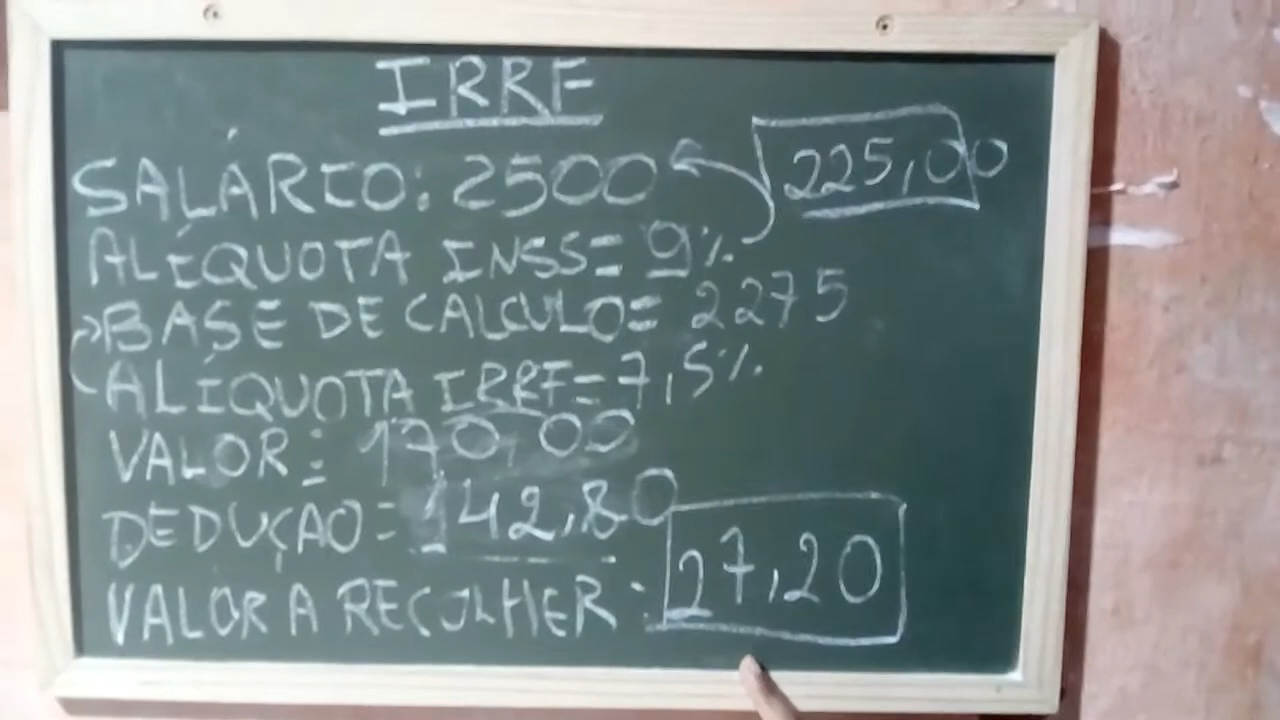 IRRF
SALÁRIO: 2500
225,00
ALÍQUOTA INSS= 9%
BASE DE CALCULO= 2275
ALÍQUOTA IRRF= 7,5%
VALOR= 170,00
DEDUÇAO= 142,80
VALOR A RECOLHER: 27,20